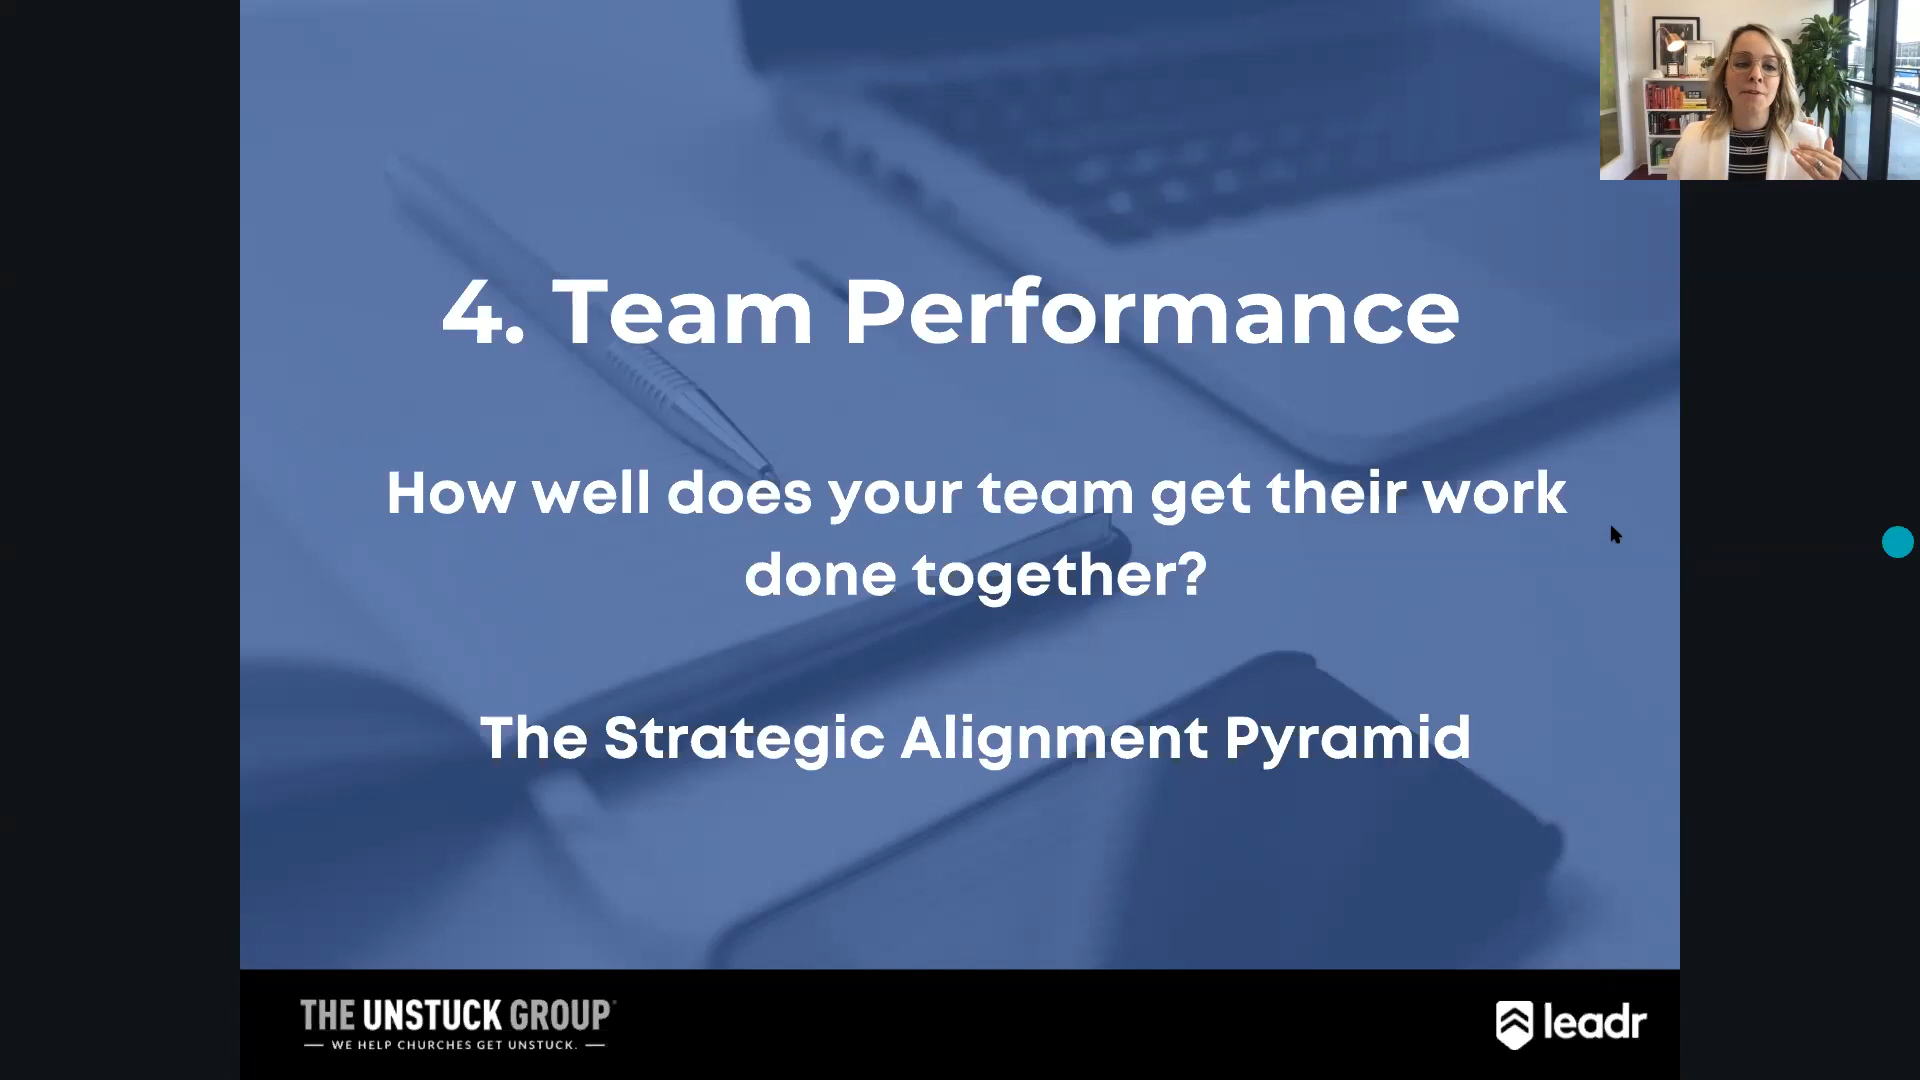 4. Team Performance
How well does your team get their work
done together?
The Strategic Alignment Pyramid
THE UNSTUCK GROUP
WE HELP CHURCHES GET UNSTUCK.
leadr